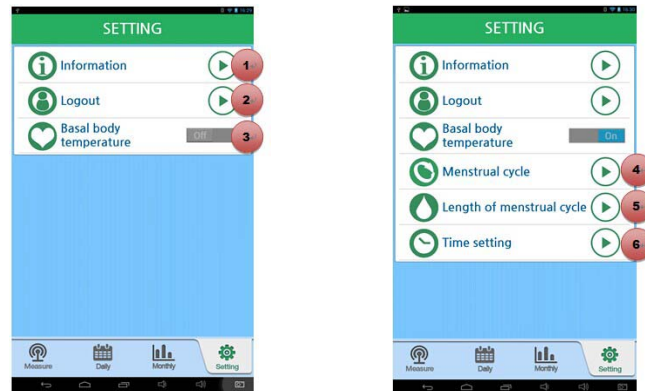 SETTING
Information
1
Logout
2
Basal body
temperature
Off
3
Measure
Daily
Monthly
Setting
SETTING
Information
Logout
Basal body
temperature
On
Menstrual cycle
4
Length of menstrual cycle
5
Time setting
6
Measure
Daily
Monthly
Setting